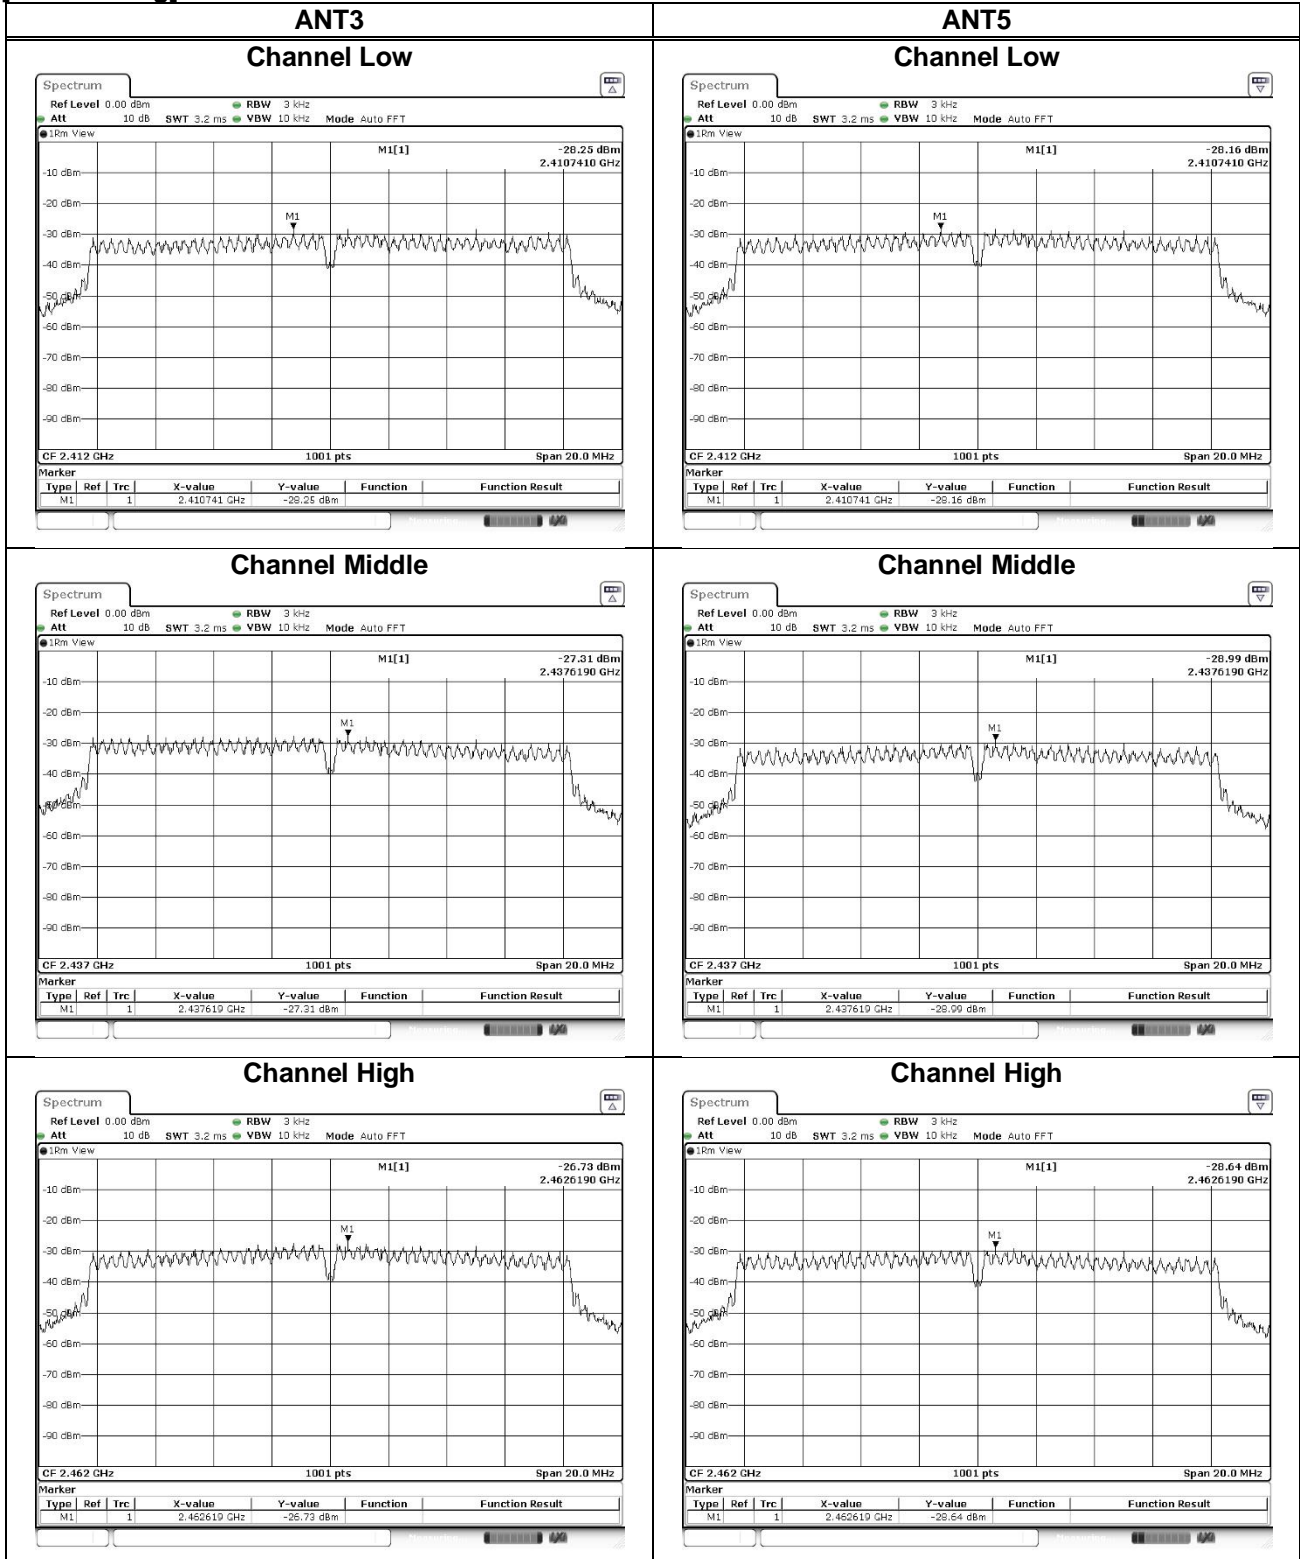 ANT3 ANT5
Channel Low Channel Low
Spectrum
Ref Level 0.00 dBm RBW 3 kHz
Att 10 dB SWT 3.2 ms VBW 10 kHz Mode Auto FFT
1Rm View
M1[1] -28.25 dBm
2.4107410 GHz
-10 dBm
-20 dBm
M1
-30 dBm
-40 dBm
-50 dBm
-60 dBm
-70 dBm
-80 dBm
-90 dBm
CF 2.412 GHz 1001 pts Span 20.0 MHz
Marker
Type Ref Trc X-value Y-value Function Function Result
M1 1 2.410741 GHz -28.25 dBm
Spectrum
Ref Level 0.00 dBm RBW 3 kHz
Att 10 dB SWT 3.2 ms VBW 10 kHz Mode Auto FFT
1Rm View
M1[1] -28.16 dBm
2.4107410 GHz
-10 dBm
-20 dBm
M1
-30 dBm
-40 dBm
-50 dBm
-60 dBm
-70 dBm
-80 dBm
-90 dBm
CF 2.412 GHz 1001 pts Span 20.0 MHz
Marker
Type Ref Trc X-value Y-value Function Function Result
M1 1 2.410741 GHz -28.16 dBm
Channel Middle Channel Middle
Spectrum
Ref Level 0.00 dBm RBW 3 kHz
Att 10 dB SWT 3.2 ms VBW 10 kHz Mode Auto FFT
1Rm View
M1[1] -27.31 dBm
2.4376190 GHz
-10 dBm
-20 dBm
M1
-30 dBm
-40 dBm
-50 dBm
-60 dBm
-70 dBm
-80 dBm
-90 dBm
CF 2.437 GHz 1001 pts Span 20.0 MHz
Marker
Type Ref Trc X-value Y-value Function Function Result
M1 1 2.437619 GHz -27.31 dBm
Spectrum
Ref Level 0.00 dBm RBW 3 kHz
Att 10 dB SWT 3.2 ms VBW 10 kHz Mode Auto FFT
1Rm View
M1[1] -28.99 dBm
2.4376190 GHz
-10 dBm
-20 dBm
M1
-30 dBm
-40 dBm
-50 dBm
-60 dBm
-70 dBm
-80 dBm
-90 dBm
CF 2.437 GHz 1001 pts Span 20.0 MHz
Marker
Type Ref Trc X-value Y-value Function Function Result
M1 1 2.437619 GHz -28.99 dBm
Channel High Channel High
Spectrum
Ref Level 0.00 dBm RBW 3 kHz
Att 10 dB SWT 3.2 ms VBW 10 kHz Mode Auto FFT
1Rm View
M1[1] -26.73 dBm
2.4626190 GHz
-10 dBm
-20 dBm
M1
-30 dBm
-40 dBm
-50 dBm
-60 dBm
-70 dBm
-80 dBm
-90 dBm
CF 2.462 GHz 1001 pts Span 20.0 MHz
Marker
Type Ref Trc X-value Y-value Function Function Result
M1 1 2.462619 GHz -26.73 dBm
Spectrum
Ref Level 0.00 dBm RBW 3 kHz
Att 10 dB SWT 3.2 ms VBW 10 kHz Mode Auto FFT
1Rm View
M1[1] -28.64 dBm
2.4626190 GHz
-10 dBm
-20 dBm
M1
-30 dBm
-40 dBm
-50 dBm
-60 dBm
-70 dBm
-80 dBm
-90 dBm
CF 2.462 GHz 1001 pts Span 20.0 MHz
Marker
Type Ref Trc X-value Y-value Function Function Result
M1 1 2.462619 GHz -28.64 dBm